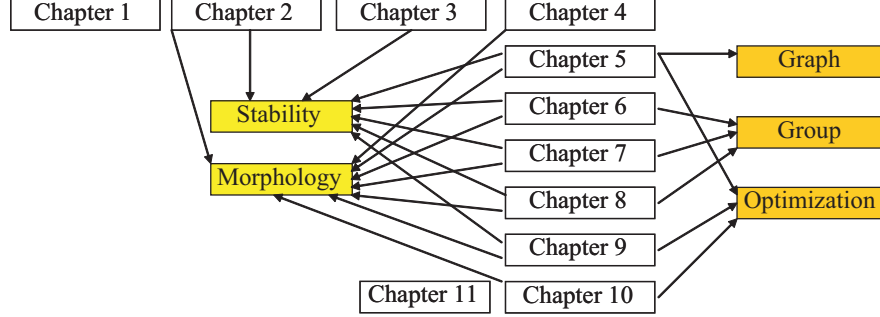 Chapter 1
Chapter 2
Chapter 3
Chapter 4
Chapter 5
Graph
Stability
Chapter 6
Group
Chapter 7
Morphology
Chapter 8
Optimization
Chapter 9
Chapter 11
Chapter 10